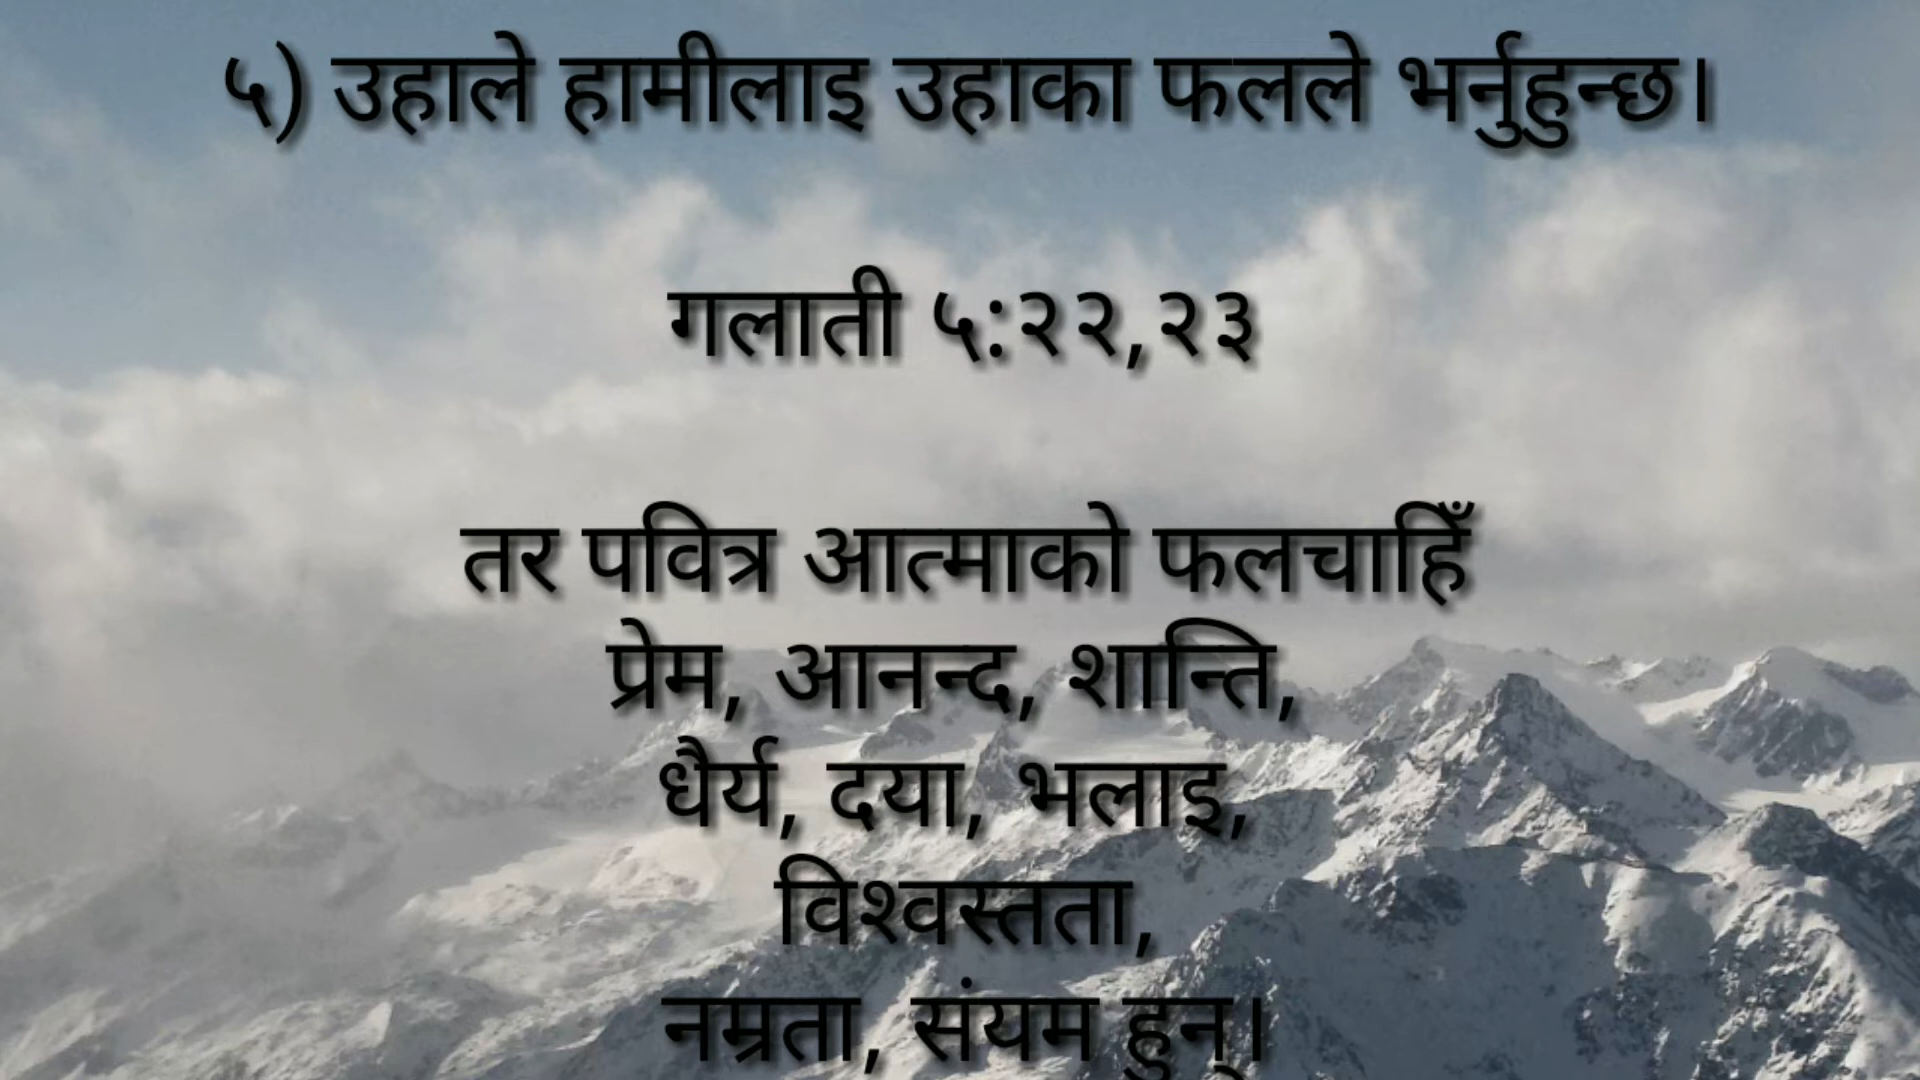 ५) उहाले हामीलाइ उहाका फलले भर्नुहुन्छ।
गलाती ५:२२,२३
तर पवित्र आत्माको फलचाहिँ
प्रेम, आनन्द, शान्ति,
धैर्य, दया, भलाइ,
विश्वस्तता,
नम्रता, संयम हुन्।